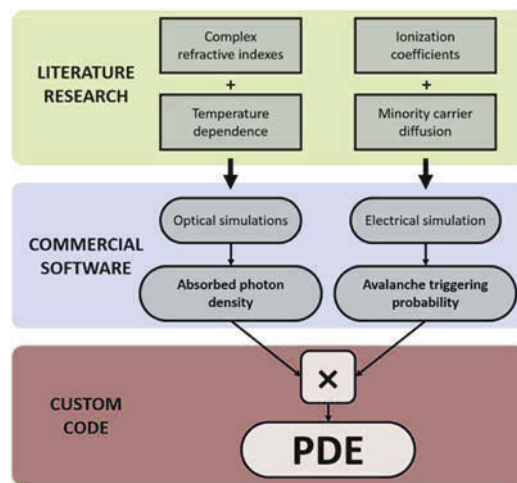 LITERATURE
RESEARCH
Complex
refractive indexes
+
Temperature
dependence
Ionization
coefficients
+
Minority carrier
diffusion
COMMERCIAL
SOFTWARE
Optical simulations
Electrical simulation
Absorbed photon
density
Avalanche triggering
probability
CUSTOM
CODE
×
PDE